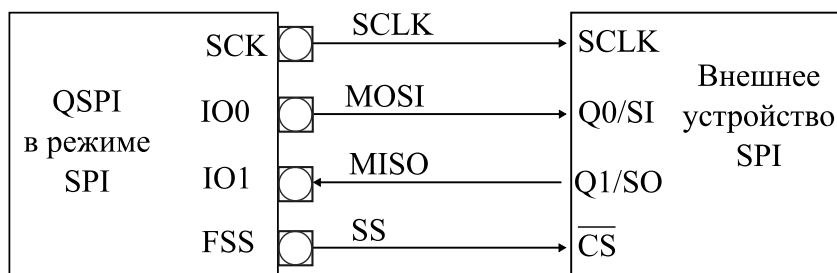 SCK
SCLK
SCLK
QSPI
в режиме
SPI
IO0
MOSI
Q0/SI
Внешнее
устройство
SPI
IO1
MISO
Q1/SO
FSS
SS
CS